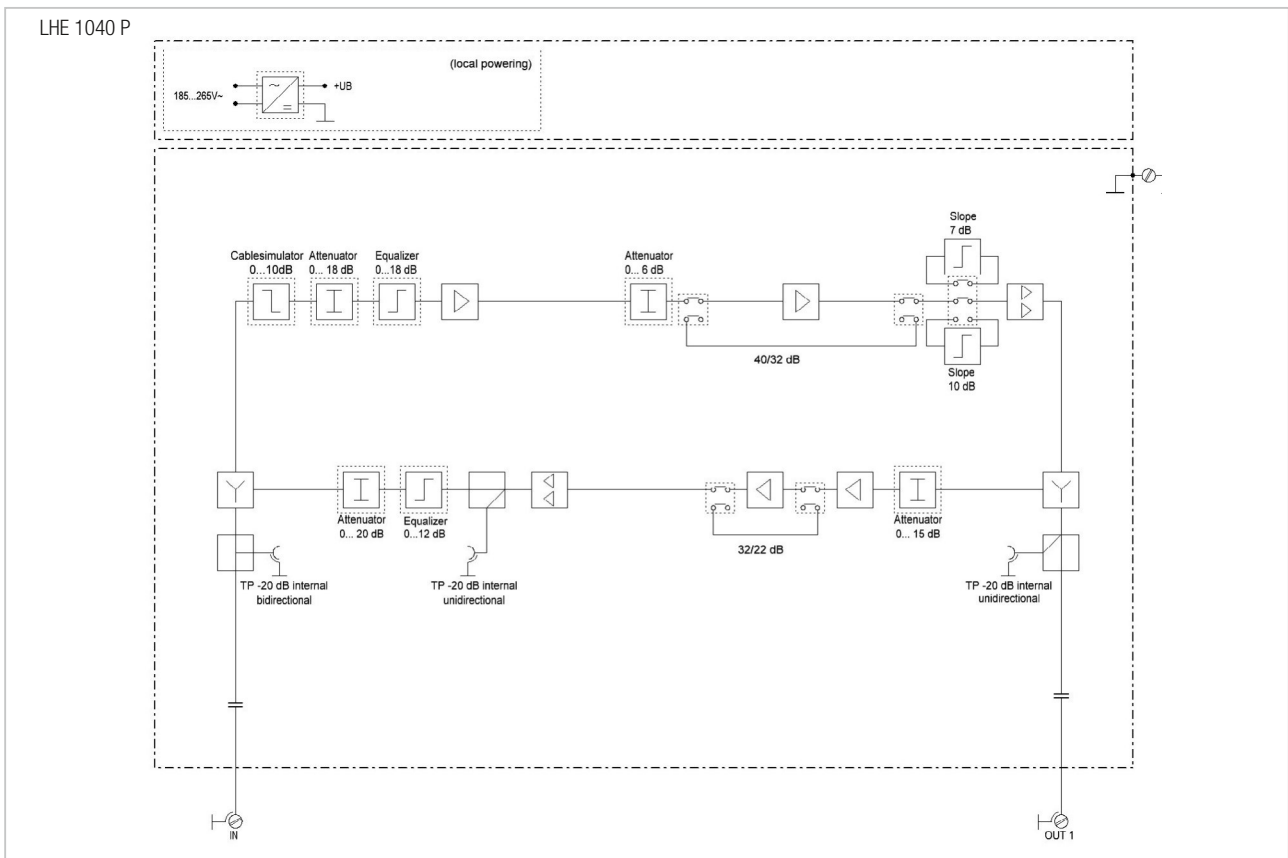 LHE 1040 P
(local powering)
185...265V~
+UB
Slope
7 dB
Cablesimulator
0...10dB
Attenuator
0... 18 dB
Equalizer
0...18 dB
Attenuator
0... 6 dB
40/32 dB
Slope
10 dB
Attenuator
0... 20 dB
Equalizer
0...12 dB
32/22 dB
Attenuator
0... 15 dB
TP -20 dB internal
bidirectional
TP -20 dB internal
unidirectional
TP -20 dB internal
unidirectional
IN
OUT 1